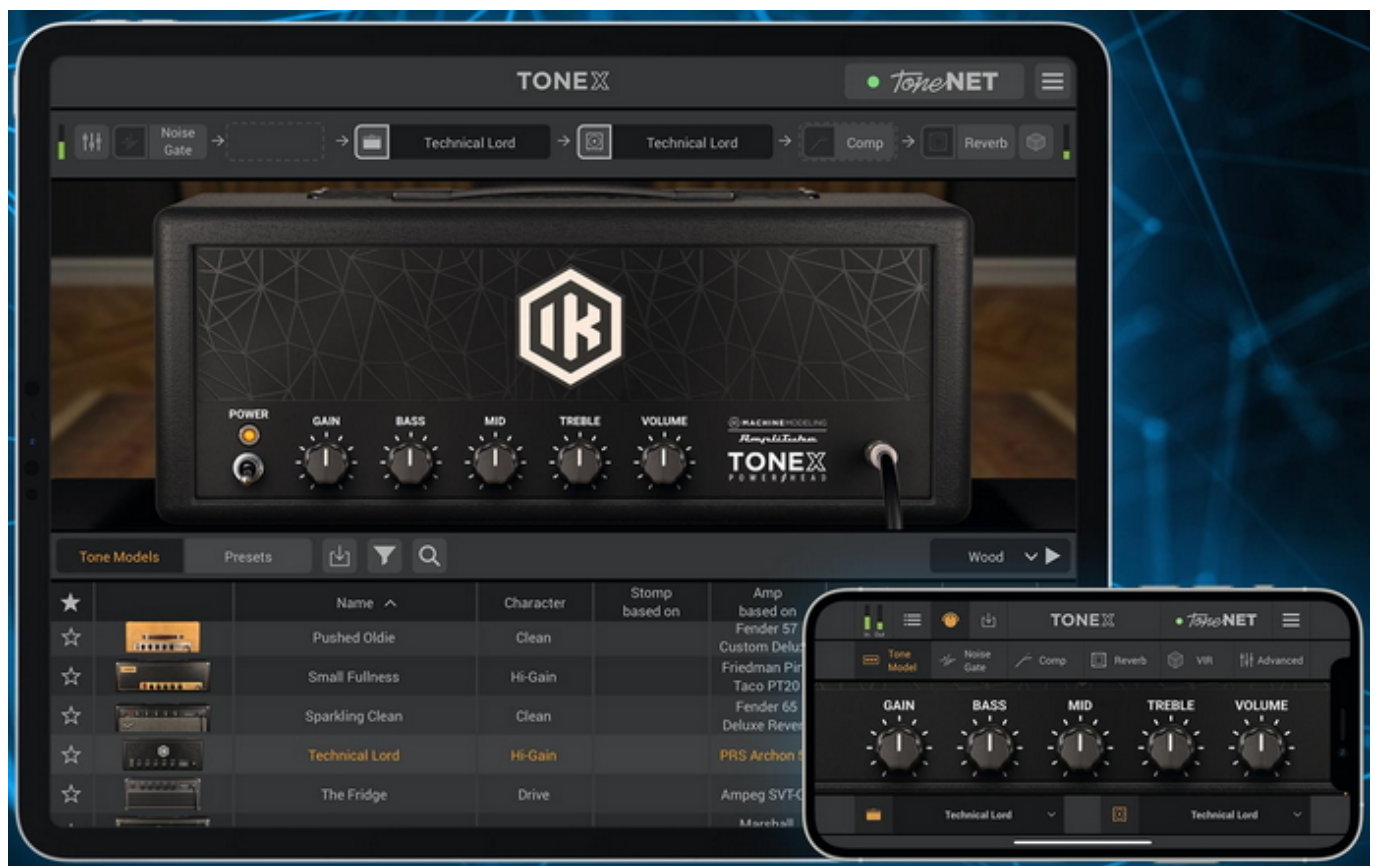 TONEX
ToneNET
Noise
Gate
Technical Lord
Technical Lord
Comp
Reverb
IK
POWER
GAIN
BASS
MID
TREBLE
VOLUME
MACHINE MODELING
AmpliTube
TONEX
POWER HEAD
Tone Models
Presets
Wood
Name
Character
Stomp
based on
Amp
based on
Pushed Oldie
Clean
Fender 57
Custom Delu
Small Fullness
Hi-Gain
Friedman Pin
Taco PT20
Sparkling Clean
Clean
Fender 65
Deluxe Rever
Technical Lord
Hi-Gain
PRS Archon
The Fridge
Drive
Ampeg SVT-C
Marshall
In Out
TONEX
ToneNET
Tone
Model
Noise
Gate
Comp
Reverb
VIR
Advanced
GAIN
BASS
MID
TREBLE
VOLUME
Technical Lord
Technical Lord